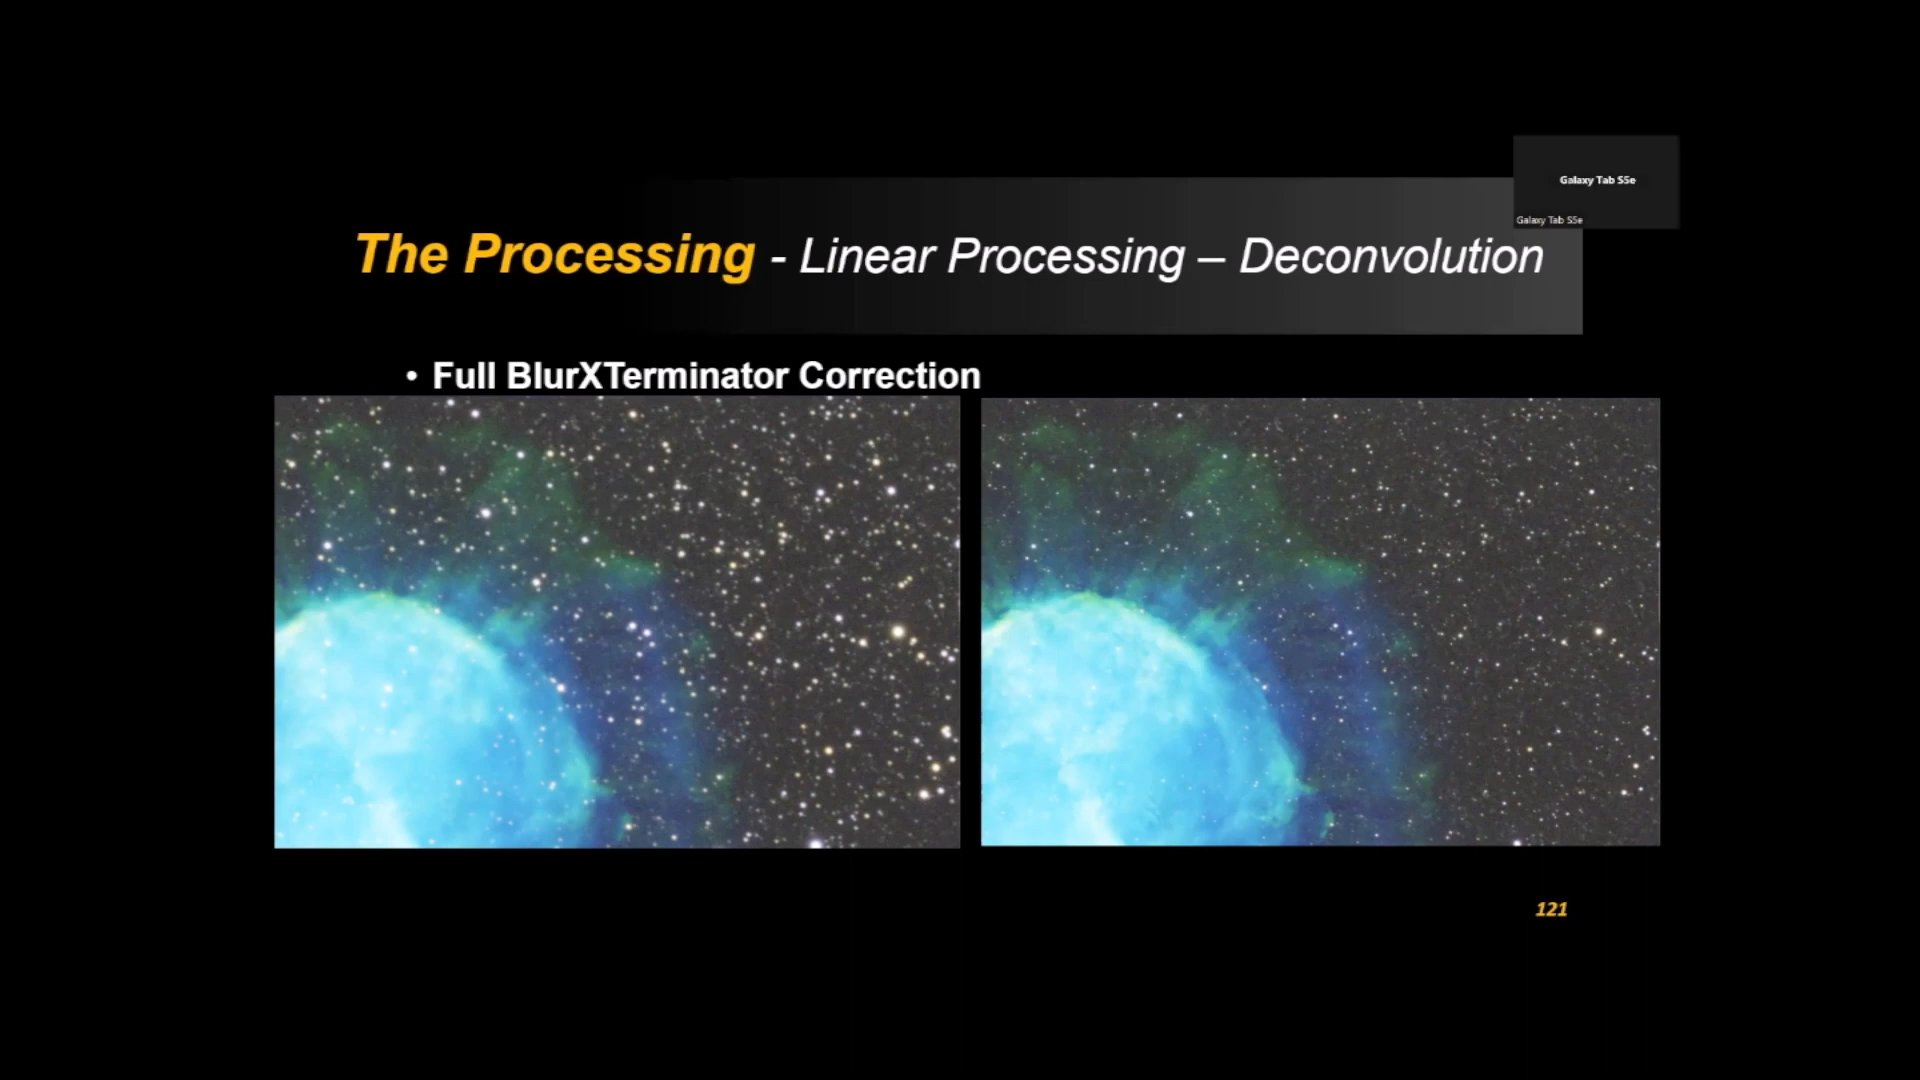 Galaxy Tab S5e
Galaxy Tab S5e
The Processing - Linear Processing – Deconvolution
• Full BlurXTerminator Correction
121